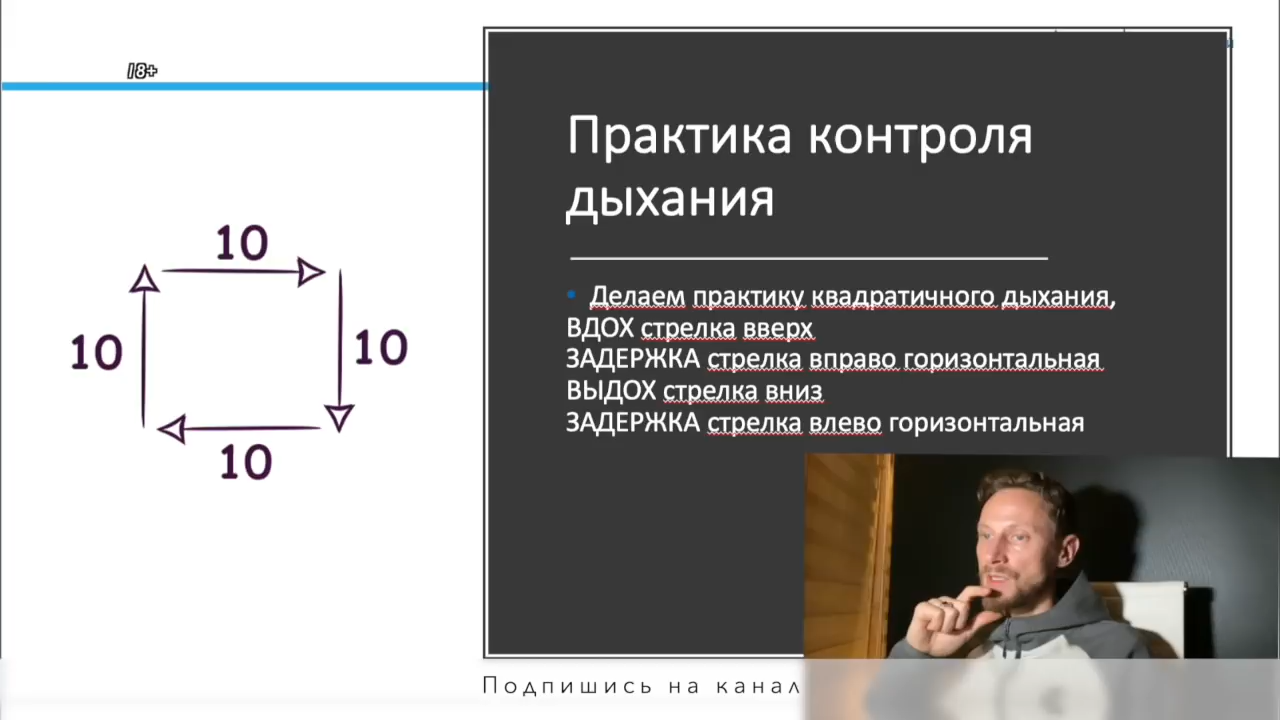 18+
Практика контроля
дыхания
10
10
10
10
• Делаем практику квадратичного дыхания,
ВДОХ стрелка вверх
ЗАДЕРЖКА стрелка вправо горизонтальная
ВЫДОХ стрелка вниз
ЗАДЕРЖКА стрелка влево горизонтальная
Подпишись на канал